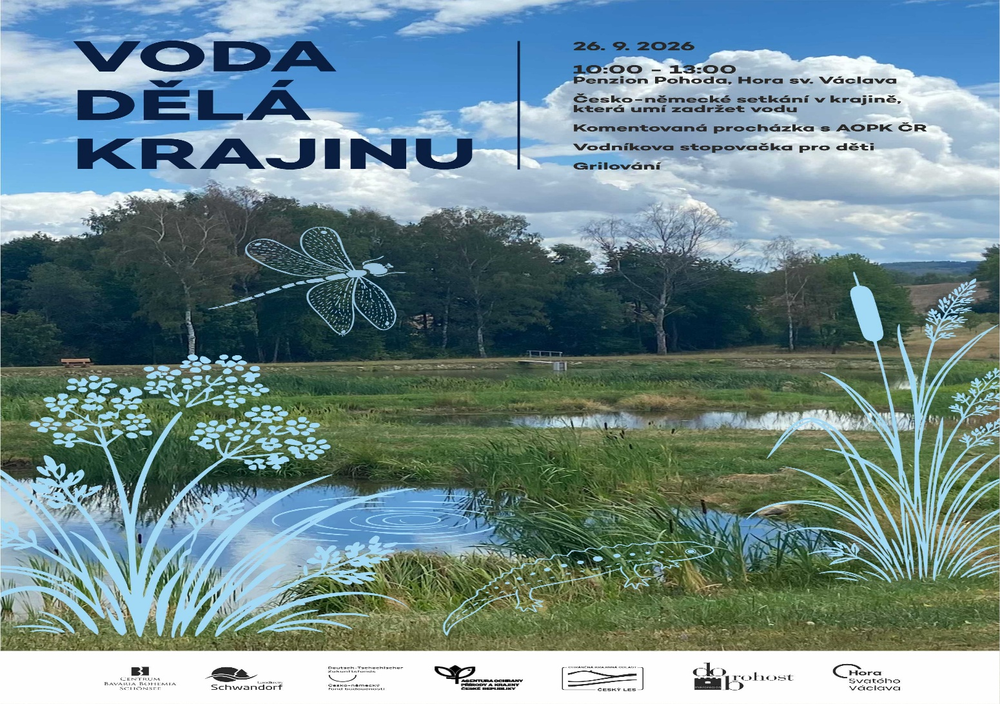 VODA
DĚLÁ
KRAJINU
26. 9. 2026
10:00 – 13:00
Penzion Pohoda, Hora sv. Václava
Česko-německé setkání v krajině,
která umí zadržet vodu
Komentovaná procházka s AOPK ČR
Vodníkova stopovačka pro děti
Grilování
CENTRUM
BAVARIA BOHEMIA
SCHÖNSEE
Landkreis
Schwandorf
Deutsch-Tschechischer
Zukunftsfonds
Česko-německý
fond budoucnosti
AGENTURA OCHRANY
PŘÍRODY A KRAJINY
ČESKÉ REPUBLIKY
CHRÁNĚNÁ KRAJINNÁ OBLAST
ČESKÝ LES
dobrohost
mikroregion
Hora
Svatého
Václava